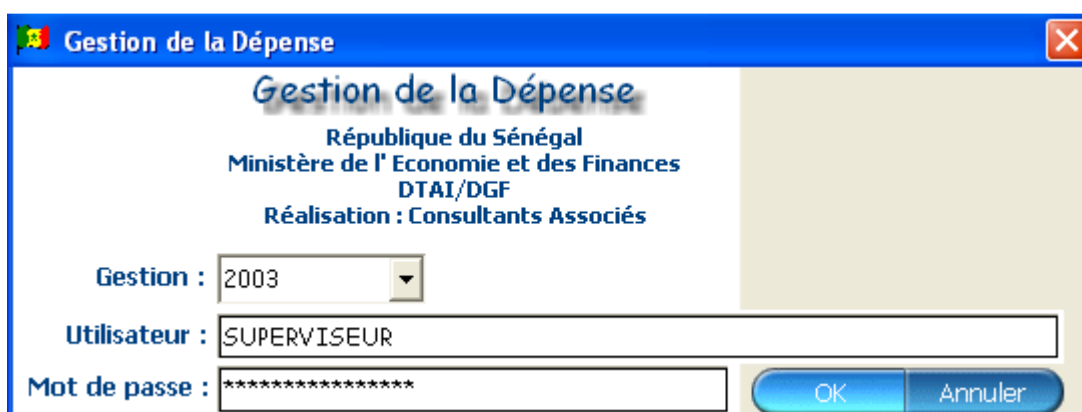 Gestion de la Dépense
Gestion de la Dépense
République du Sénégal
Ministère de l' Economie et des Finances
DTAI/DGF
Réalisation : Consultants Associés
Gestion : 2003
Utilisateur : SUPERVISEUR
Mot de passe : **************** OK Annuler